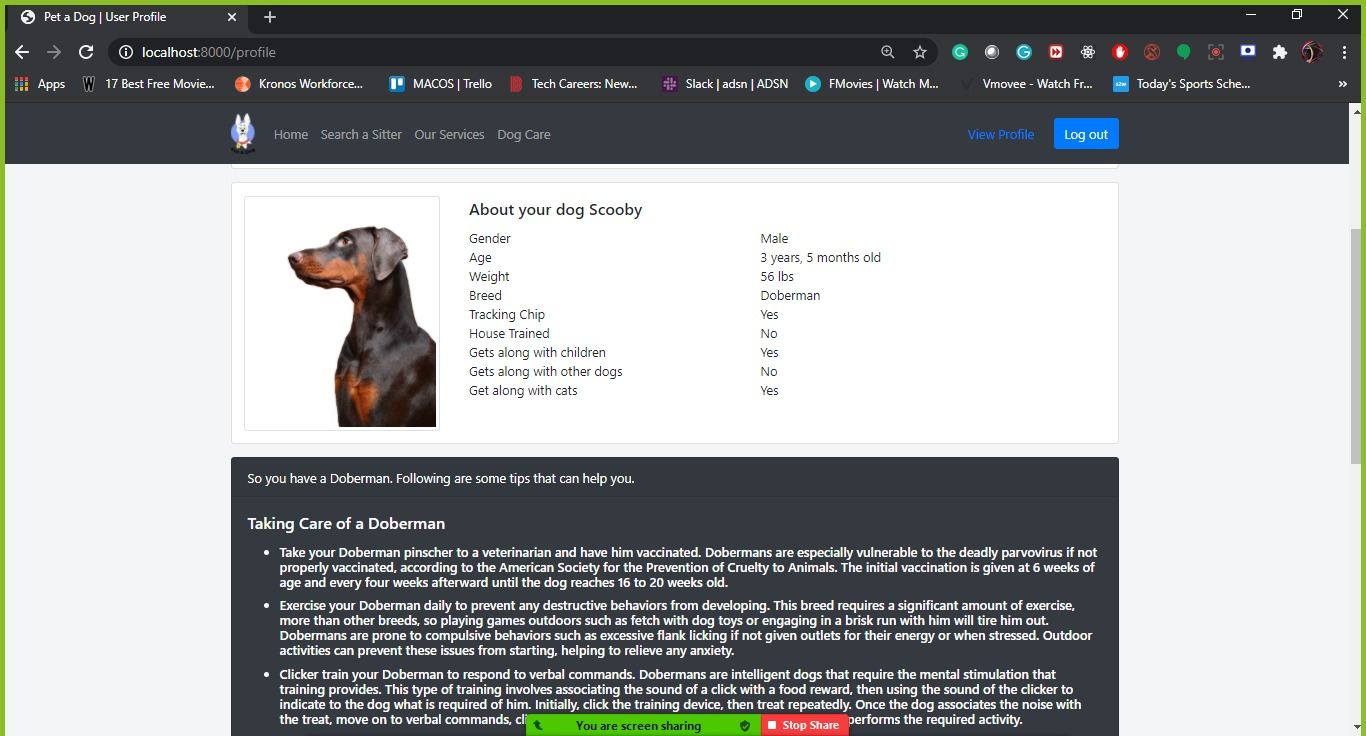 Pet a Dog | User Profile
localhost:8000/profile
Apps
17 Best Free Movie...
Kronos Workforce...
MACOS | Trello
Tech Careers: New...
Slack | adsn | ADSN
FMovies | Watch M...
Vmovee - Watch Fr...
Today's Sports Sche...
»
Home
Search a Sitter
Our Services
Dog Care
View Profile
Log out
About your dog Scooby
Gender Male
Age 3 years, 5 months old
Weight 56 lbs
Breed Doberman
Tracking Chip Yes
House Trained No
Gets along with children Yes
Gets along with other dogs No
Get along with cats Yes
So you have a Doberman. Following are some tips that can help you.
Taking Care of a Doberman
• Take your Doberman pinscher to a veterinarian and have him vaccinated. Dobermans are especially vulnerable to the deadly parvovirus if not
properly vaccinated, according to the American Society for the Prevention of Cruelty to Animals. The initial vaccination is given at 6 weeks of
age and every four weeks afterward until the dog reaches 16 to 20 weeks old.
• Exercise your Doberman daily to prevent any destructive behaviors from developing. This breed requires a significant amount of exercise,
more than other breeds, so playing games outdoors such as fetch with dog toys or engaging in a brisk run with him will tire him out.
Dobermans are prone to compulsive behaviors such as excessive flank licking if not given outlets for their energy or when stressed. Outdoor
activities can prevent these issues from starting, helping to relieve any anxiety.
• Clicker train your Doberman to respond to verbal commands. Dobermans are intelligent dogs that require the mental stimulation that
training provides. This type of training involves associating the sound of a click with a food reward, then using the sound of the clicker to
indicate to the dog what is required of him. Initially, click the training device, then treat repeatedly. Once the dog associates the noise with
the treat, move on to verbal commands, performs the required activity.
You are screen sharing
Stop Share